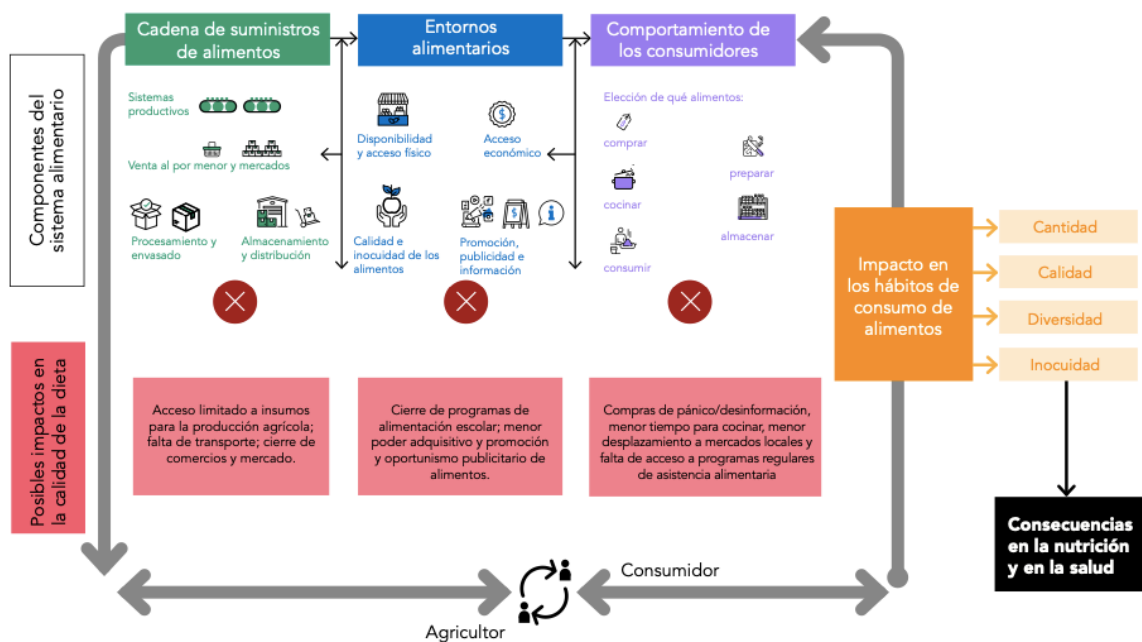 Cadena de suministros
de alimentos
Entornos
alimentarios
Comportamiento de
los consumidores
Componentes del
sistema alimentario
Sistemas
productivos
Venta al por menor y mercados
Procesamiento y
envasado
Almacenamiento
y distribución
Disponibilidad
y acceso físico
Acceso
económico
Calidad e
inocuidad de los
alimentos
Promoción,
publicidad e
información
Elección de qué alimentos:
comprar
preparar
cocinar
almacenar
consumir
Impacto en
los hábitos de
consumo de
alimentos
Cantidad
Calidad
Diversidad
Inocuidad
Posibles impactos en
la calidad de la dieta
Acceso limitado a insumos
para la producción agrícola;
falta de transporte; cierre de
comercios y mercado.
Cierre de programas de
alimentación escolar; menor
poder adquisitivo y promoción
y oportunismo publicitario de
alimentos.
Compras de pánico/desinformación,
menor tiempo para cocinar, menor
desplazamiento a mercados locales y
falta de acceso a programas regulares
de asistencia alimentaria
Consecuencias
en la nutrición
y en la salud
Consumidor
Agricultor